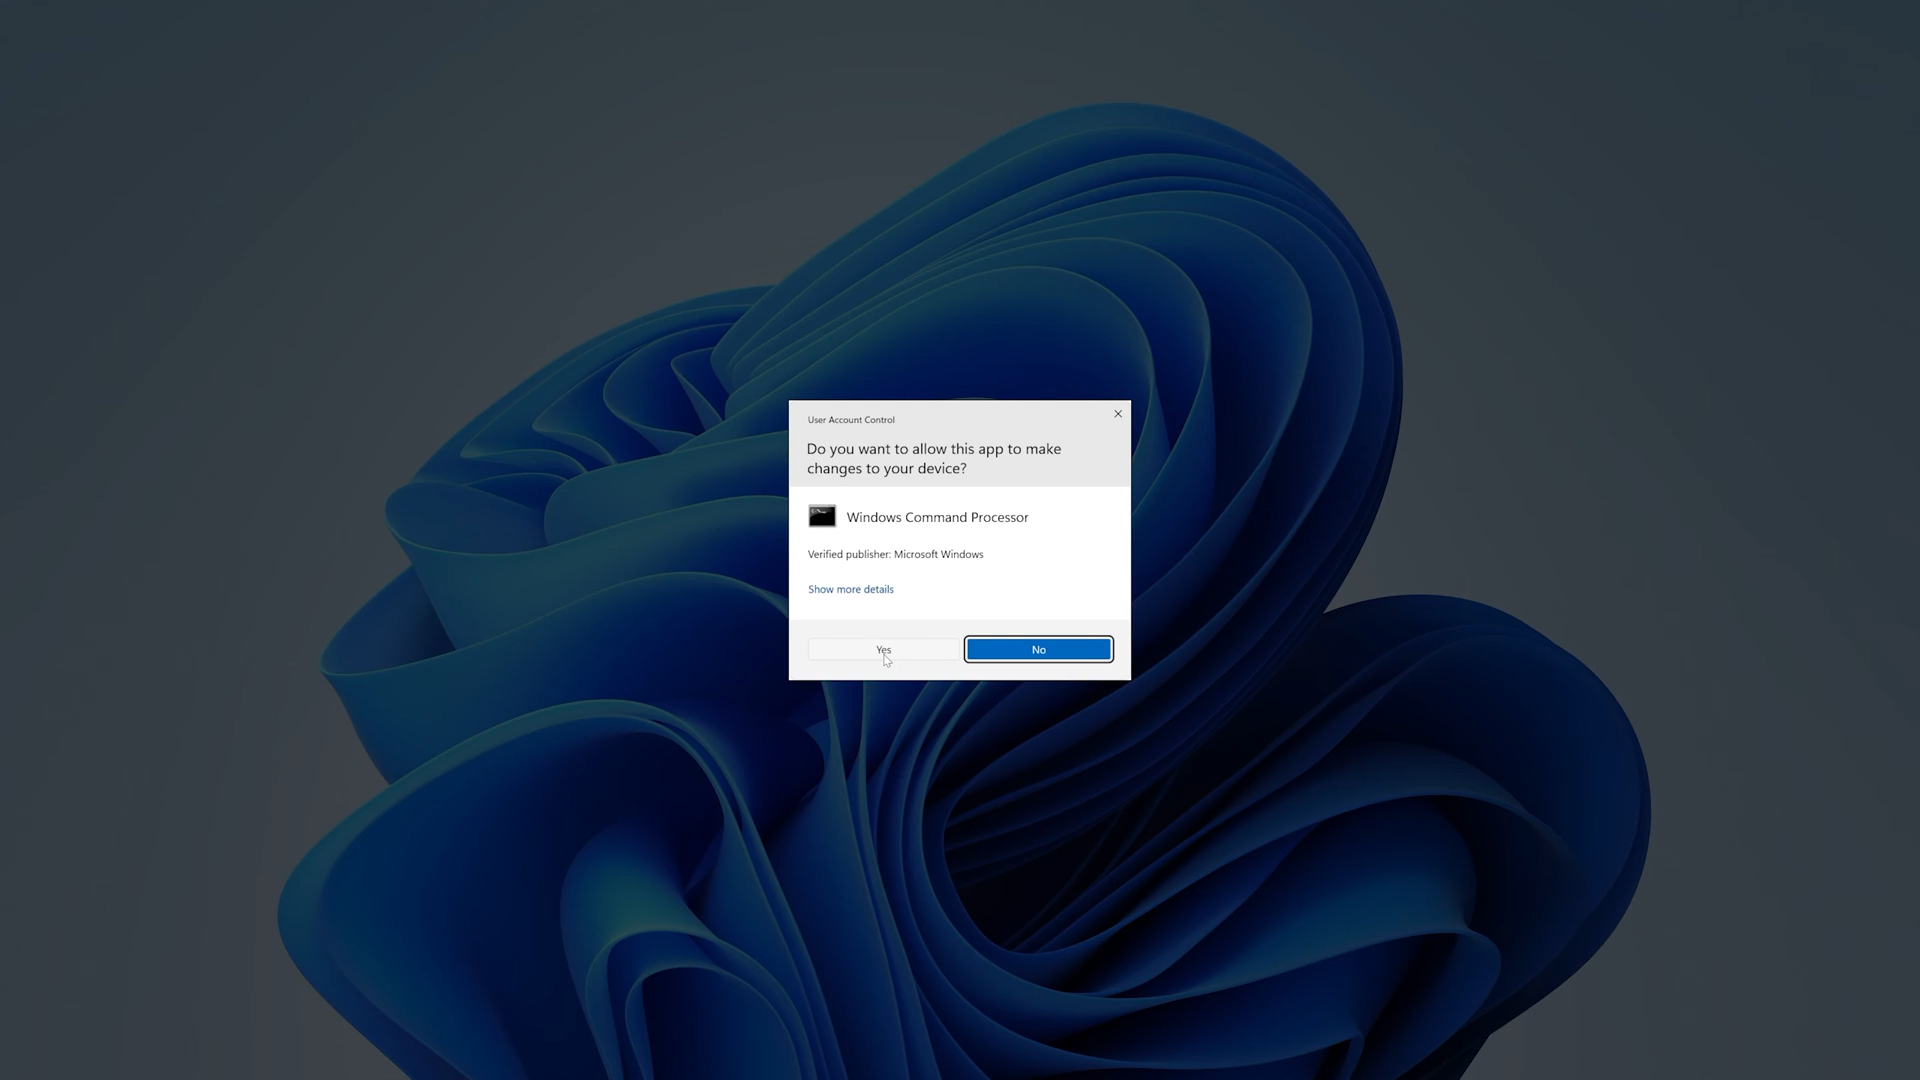 User Account Control
Do you want to allow this app to make
changes to your device?
Windows Command Processor
Verified publisher: Microsoft Windows
Show more details
Yes
No